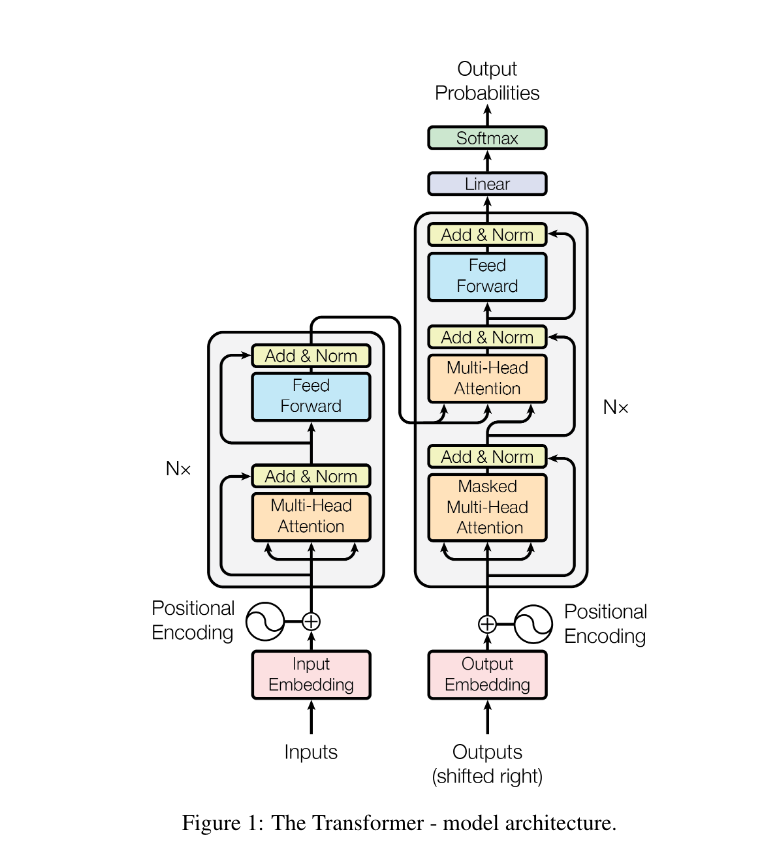 Output
Probabilities
Softmax
Linear
Add & Norm
Feed
Forward
Add & Norm
Multi-Head
Attention
Add & Norm
Masked
Multi-Head
Attention
N×
Add & Norm
Feed
Forward
Add & Norm
Multi-Head
Attention
N×
Positional
Encoding
Positional
Encoding
Input
Embedding
Output
Embedding
Inputs
Outputs
(shifted right)
Figure 1: The Transformer - model architecture.